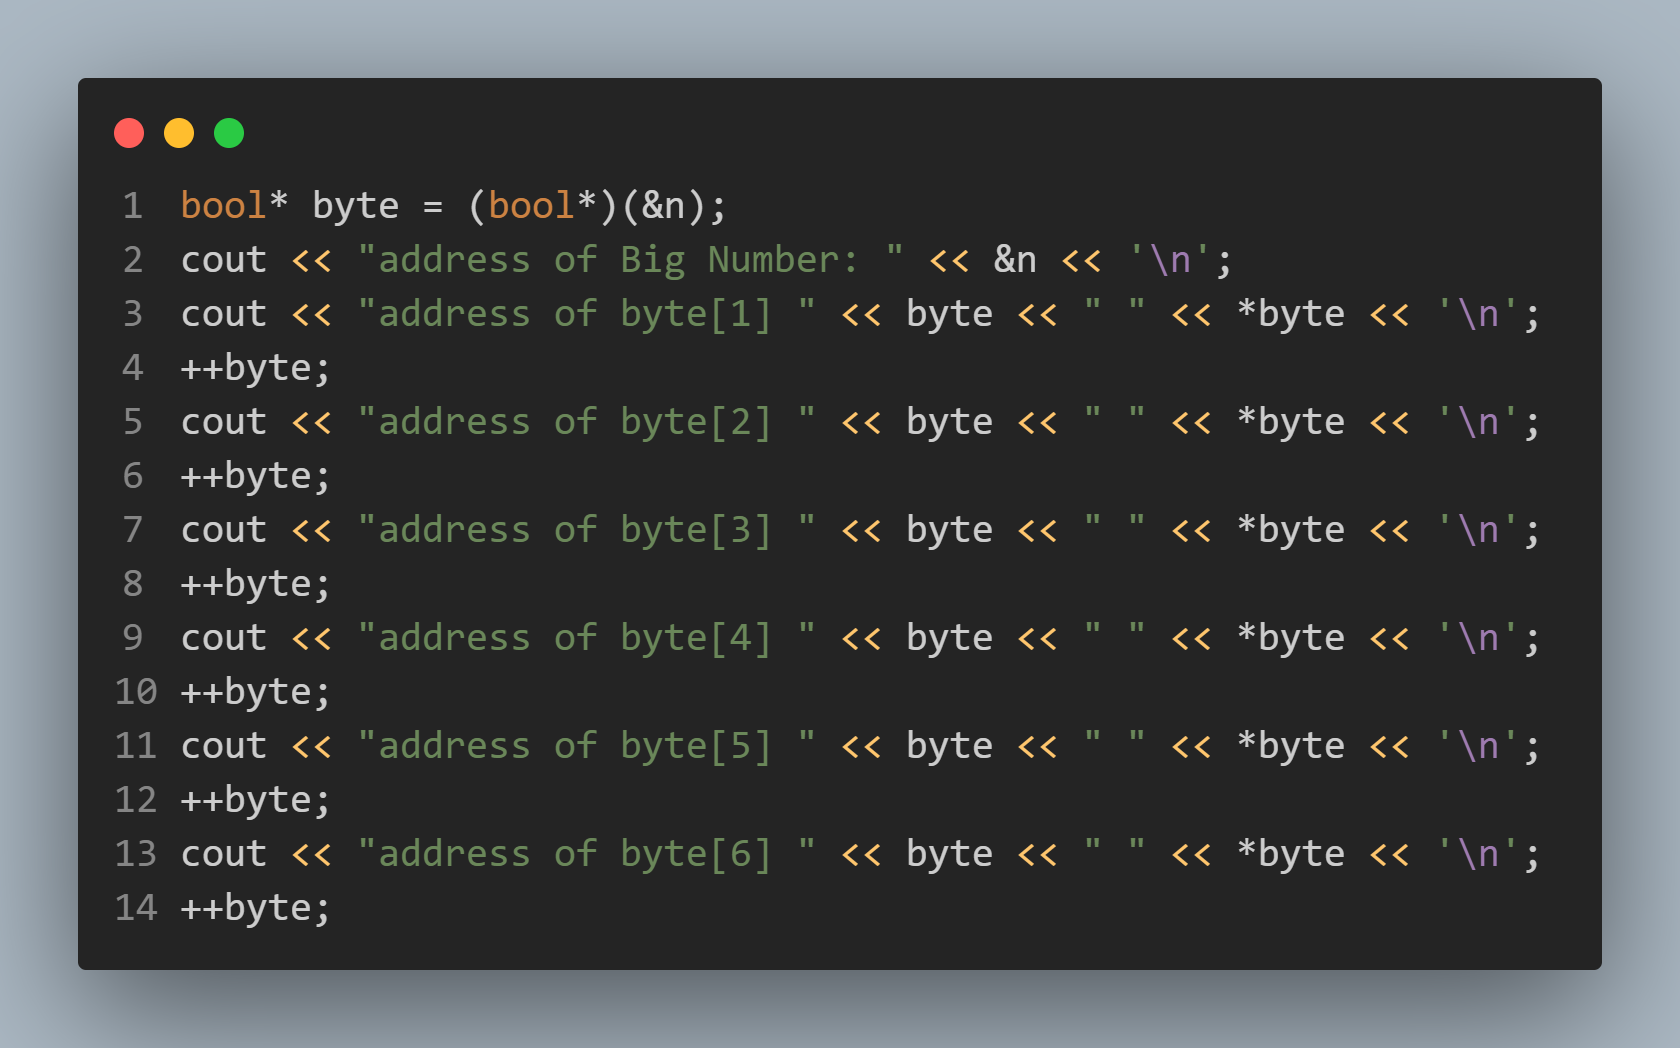 1 bool* byte = (bool*)(&n);
2 cout << "address of Big Number: " << &n << '\n';
3 cout << "address of byte[1] " << byte << " " << *byte << '\n';
4 ++byte;
5 cout << "address of byte[2] " << byte << " " << *byte << '\n';
6 ++byte;
7 cout << "address of byte[3] " << byte << " " << *byte << '\n';
8 ++byte;
9 cout << "address of byte[4] " << byte << " " << *byte << '\n';
10 ++byte;
11 cout << "address of byte[5] " << byte << " " << *byte << '\n';
12 ++byte;
13 cout << "address of byte[6] " << byte << " " << *byte << '\n';
14 ++byte;